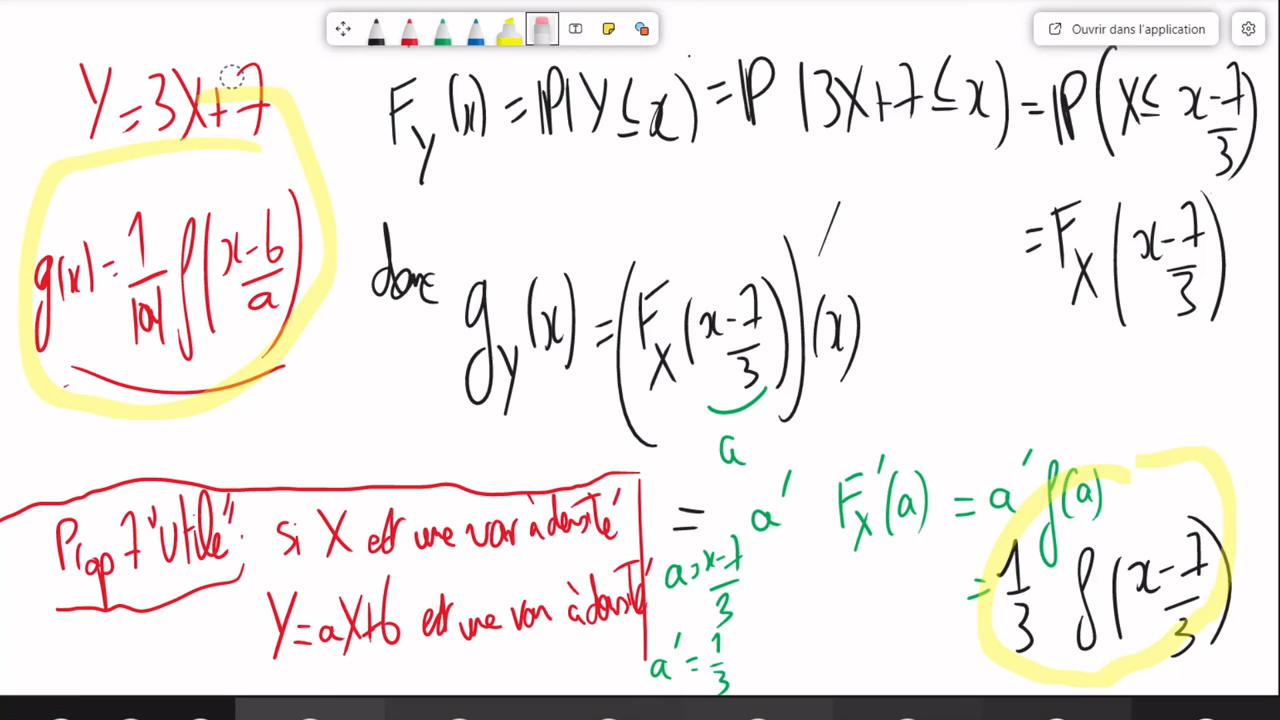 Ouvrir dans l'application
Y = 3X+7
F_Y(x) = P(Y ≤ x) = P(3X+7 ≤ x) = P(X ≤ (x-7)/3)
= F_X((x-7)/3)
g(x) = 1/|a| f((x-b)/a)
donc g_Y(x) = (F_X((x-7)/3))'(x)
a
= a' F_X'(a) = a' f(a)
a = (x-7)/3
= 1/3 f((x-7)/3)
a' = 1/3
Prop 7 "Utile": si X est une var à densité
Y = aX+b est une var à densité